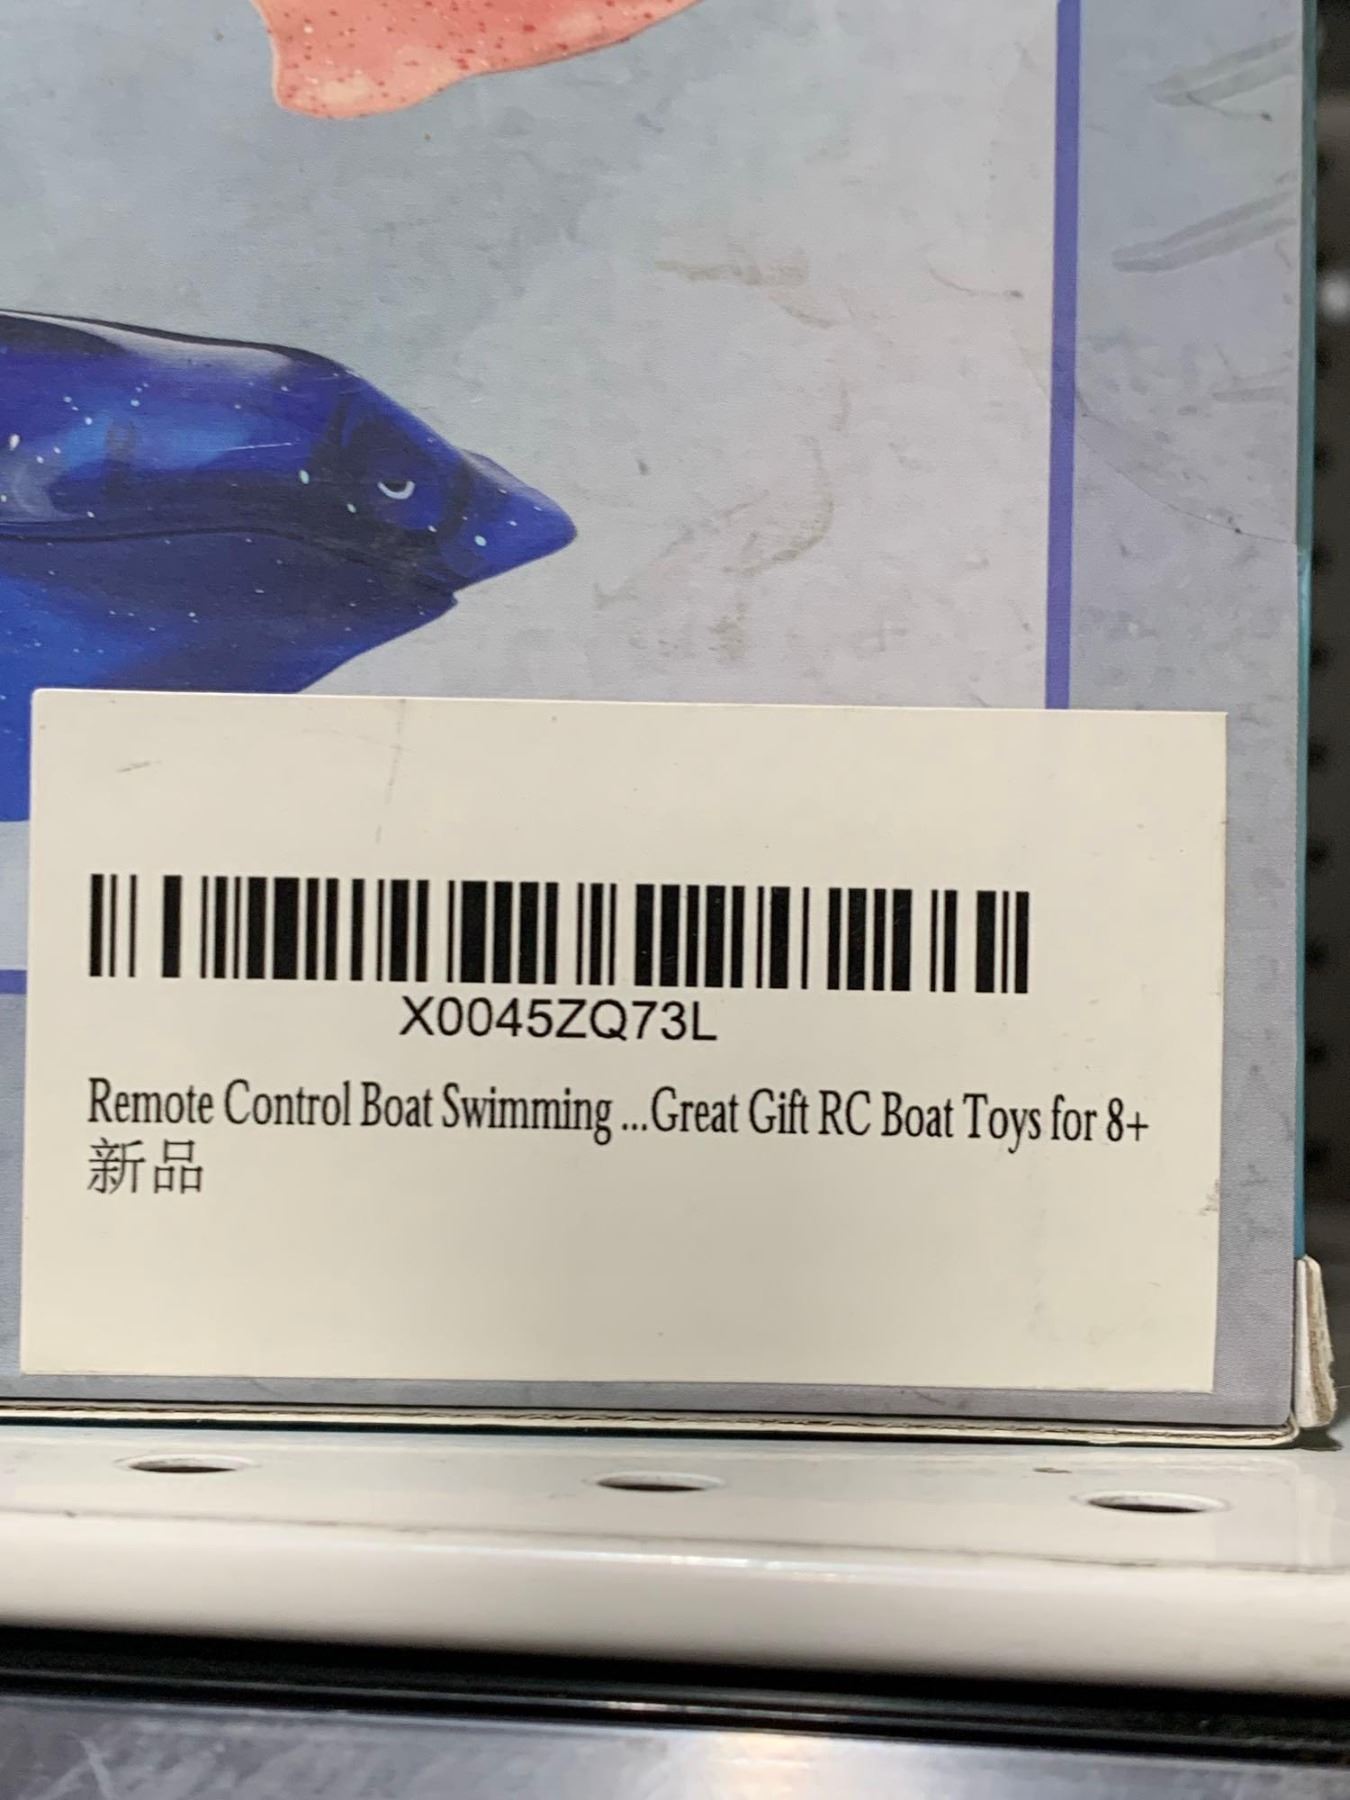 X0045ZQ73L
Remote Control Boat Swimming ...Great Gift RC Boat Toys for 8+
新品